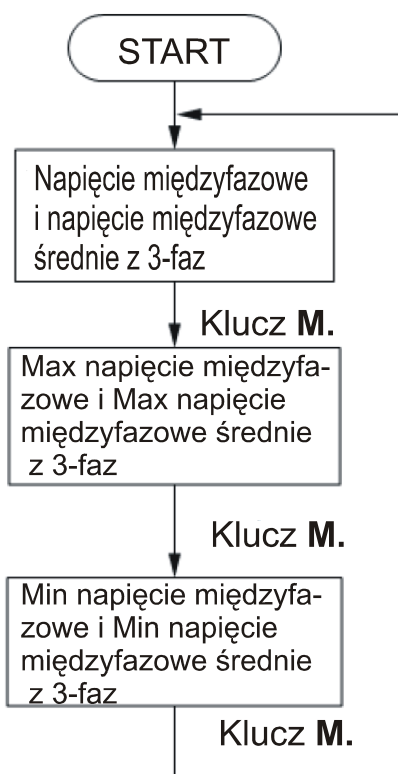 START
Napięcie międzyfazowe
i napięcie międzyfazowe
średnie z 3-faz
Klucz M.
Max napięcie międzyfa-
zowe i Max napięcie
międzyfazowe średnie
z 3-faz
Klucz M.
Min napięcie międzyfa-
zowe i Min napięcie
międzyfazowe średnie
z 3-faz
Klucz M.